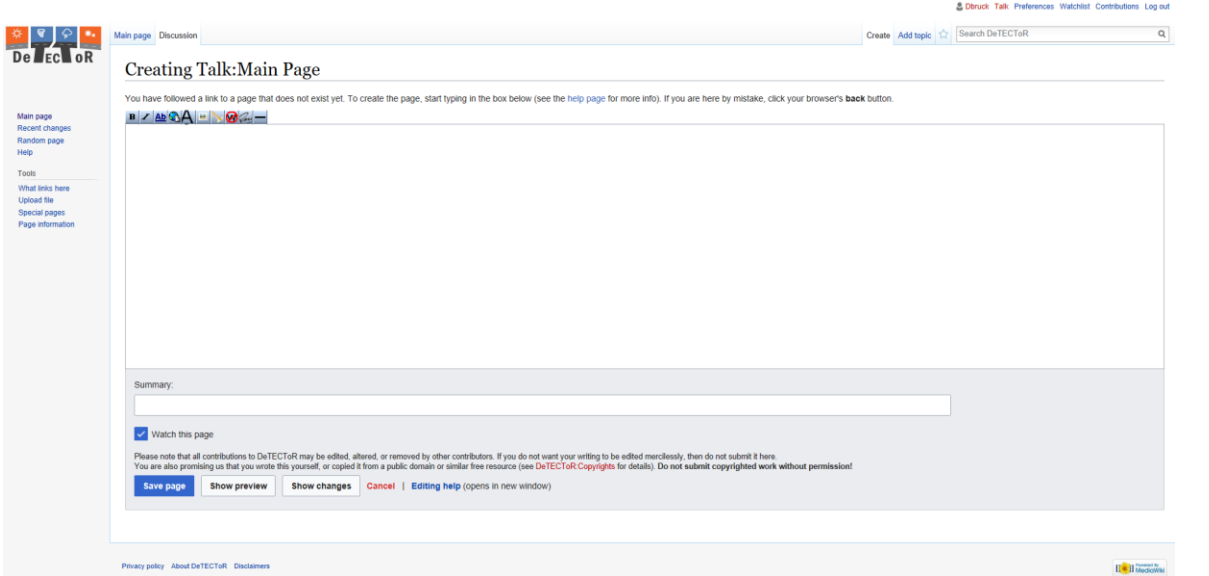 Dbruck Talk Preferences Watchlist Contributions Log out
DeTECToR
Main page Discussion
Create Add topic
Search DeTECToR
Creating Talk:Main Page
You have followed a link to a page that does not exist yet. To create the page, start typing in the box below (see the help page for more info). If you are here by mistake, click your browser's back button.
B I Ab A
Main page
Recent changes
Random page
Help
Tools
What links here
Upload file
Special pages
Page information
Summary:
Watch this page
Please note that all contributions to DeTECToR may be edited, altered, or removed by other contributors. If you do not want your writing to be edited mercilessly, then do not submit it here.
You are also promising us that you wrote this yourself, or copied it from a public domain or similar free resource (see DeTECToR:Copyrights for details). Do not submit copyrighted work without permission!
Save page Show preview Show changes Cancel | Editing help (opens in new window)
Privacy policy About DeTECToR Disclaimers
Powered By
MediaWiki